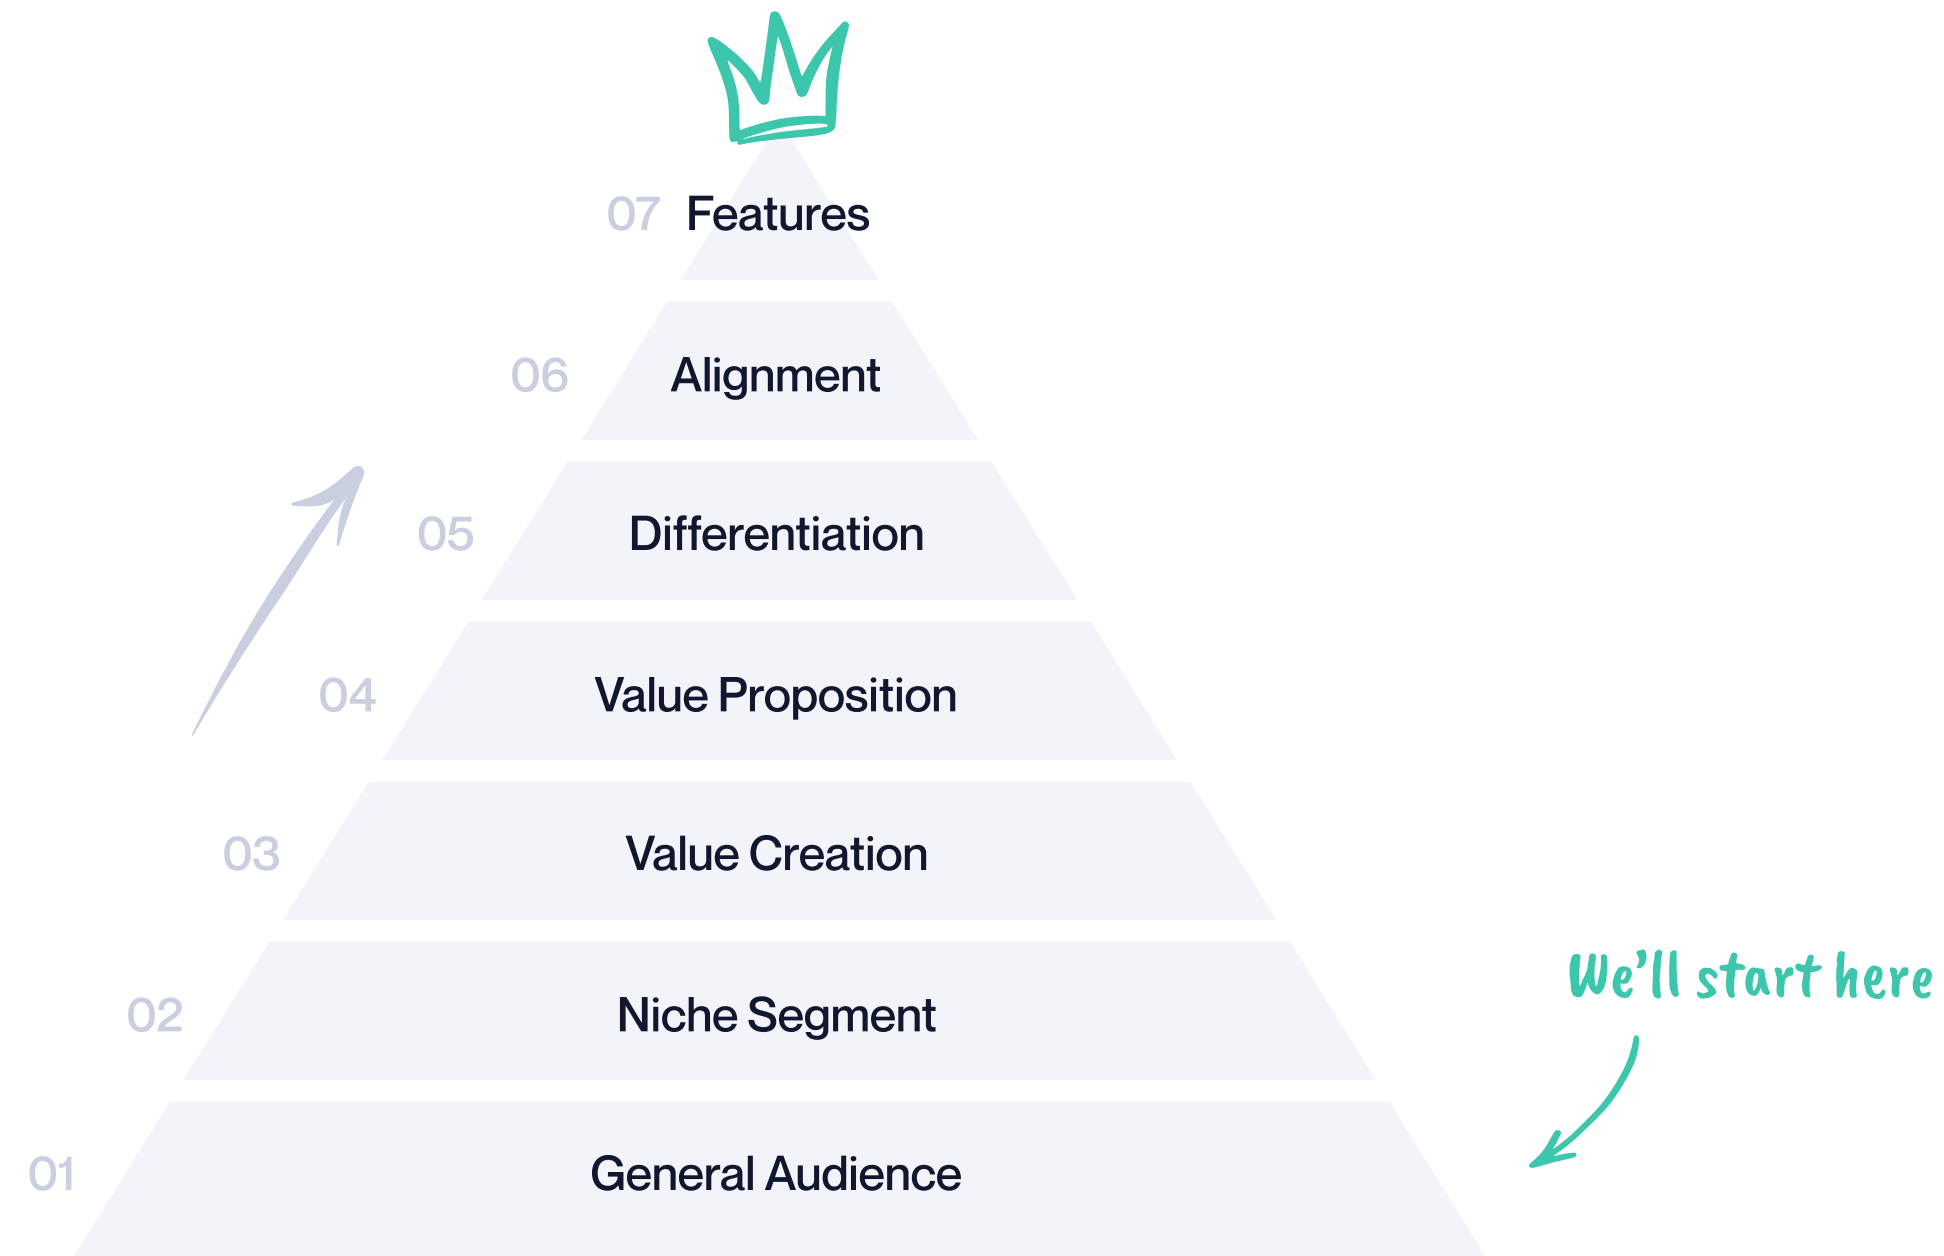 07 Features
06 Alignment
05 Differentiation
04 Value Proposition
03 Value Creation
We'll start here
02 Niche Segment
01 General Audience